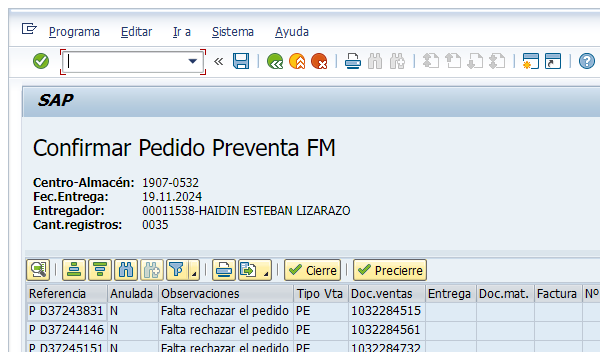 Programa Editar Ir a Sistema Ayuda
SAP
Confirmar Pedido Preventa FM
Centro-Almacén: 1907-0532
Fec.Entrega: 19.11.2024
Entregador: 00011538-HAIDIN ESTEBAN LIZARAZO
Cant.registros: 0035
Cierre Precierre
Referencia Anulada Observaciones Tipo Vta Doc.ventas Entrega Doc.mat. Factura Nº
P D37243831 N Falta rechazar el pedido PE 1032284515
P D37244146 N Falta rechazar el pedido PE 1032284561
P D37245151 N Falta rechazar el pedido PE 1032284732